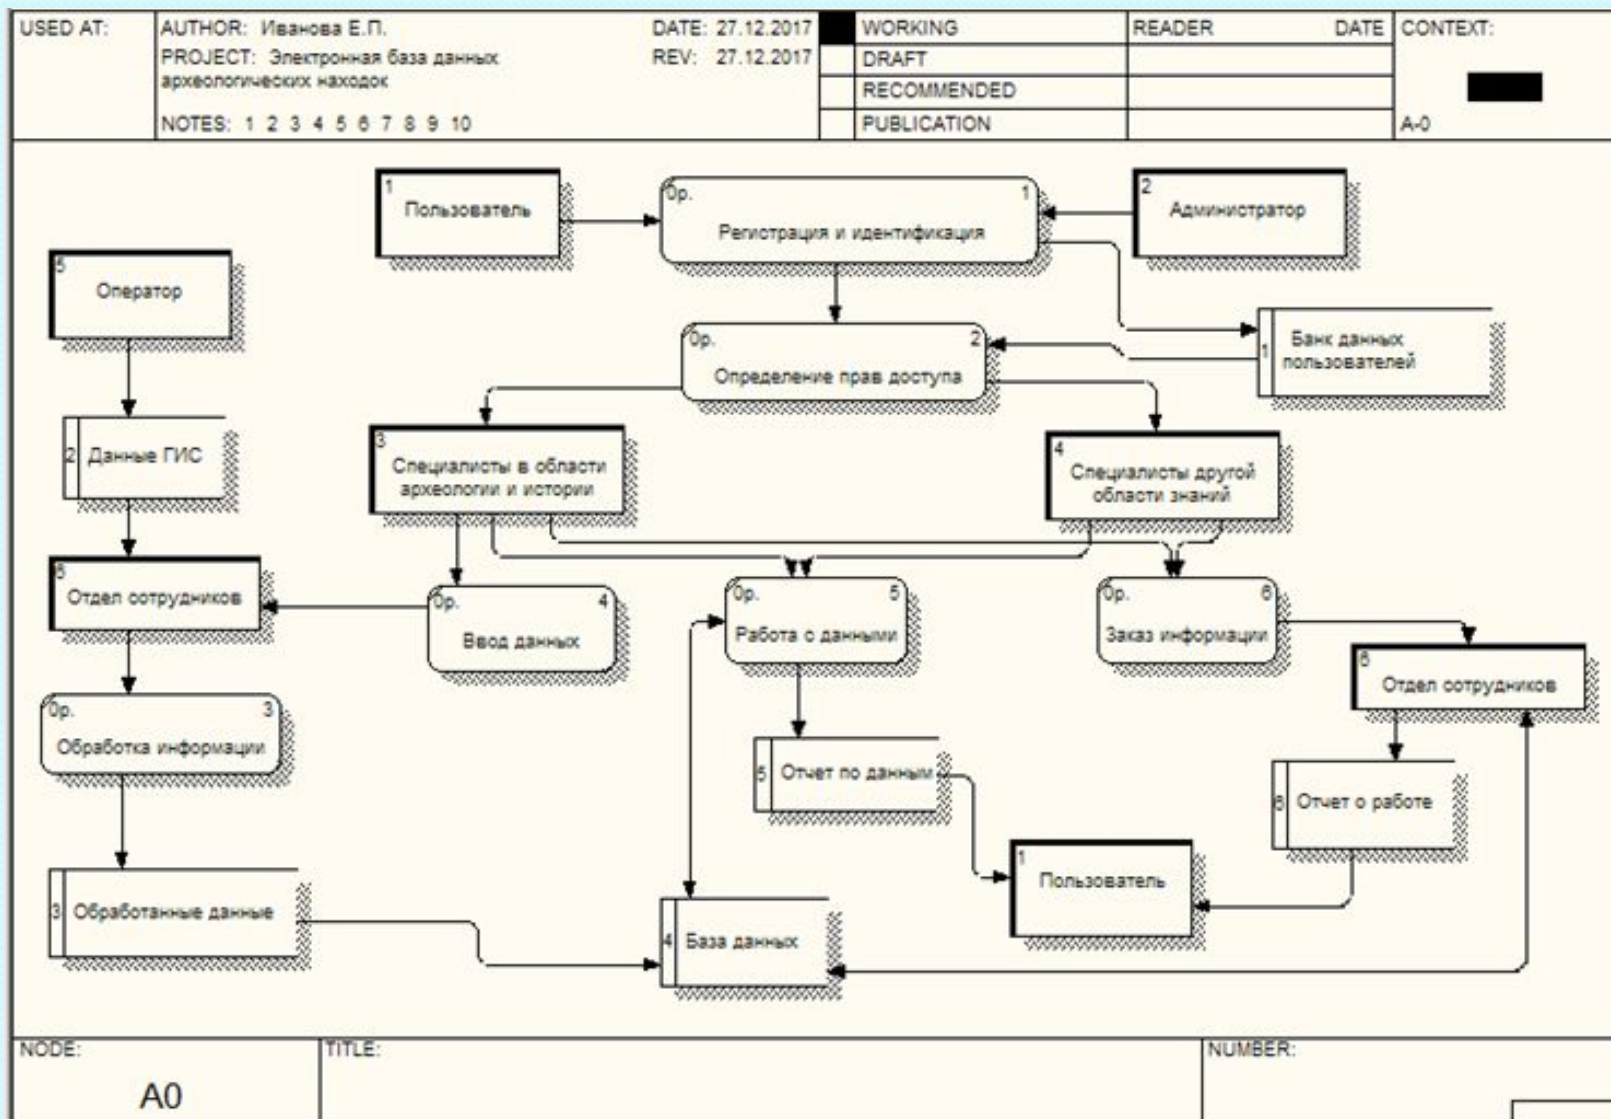 USED AT:
AUTHOR: Иванова Е.П.
DATE: 27.12.2017
PROJECT: Электронная база данных
археологических находок
REV: 27.12.2017
NOTES: 1 2 3 4 5 6 7 8 9 10
WORKING
DRAFT
RECOMMENDED
PUBLICATION
READER DATE
CONTEXT:
A-0
1
Пользователь
0р. 1
Регистрация и идентификация
2
Администратор
5
Оператор
0р. 2
Определение прав доступа
1
Банк данных
пользователей
2 Данные ГИС
3
Специалисты в области
археологии и истории
4
Специалисты другой
области знаний
6
Отдел сотрудников
0р. 4
Ввод данных
0р. 5
Работа с данными
0р. 6
Заказ информации
6
Отдел сотрудников
0р. 3
Обработка информации
5 Отчет по данным
6 Отчет о работе
1
Пользователь
3 Обработанные данные
4 База данных
NODE:
A0
TITLE:
NUMBER: